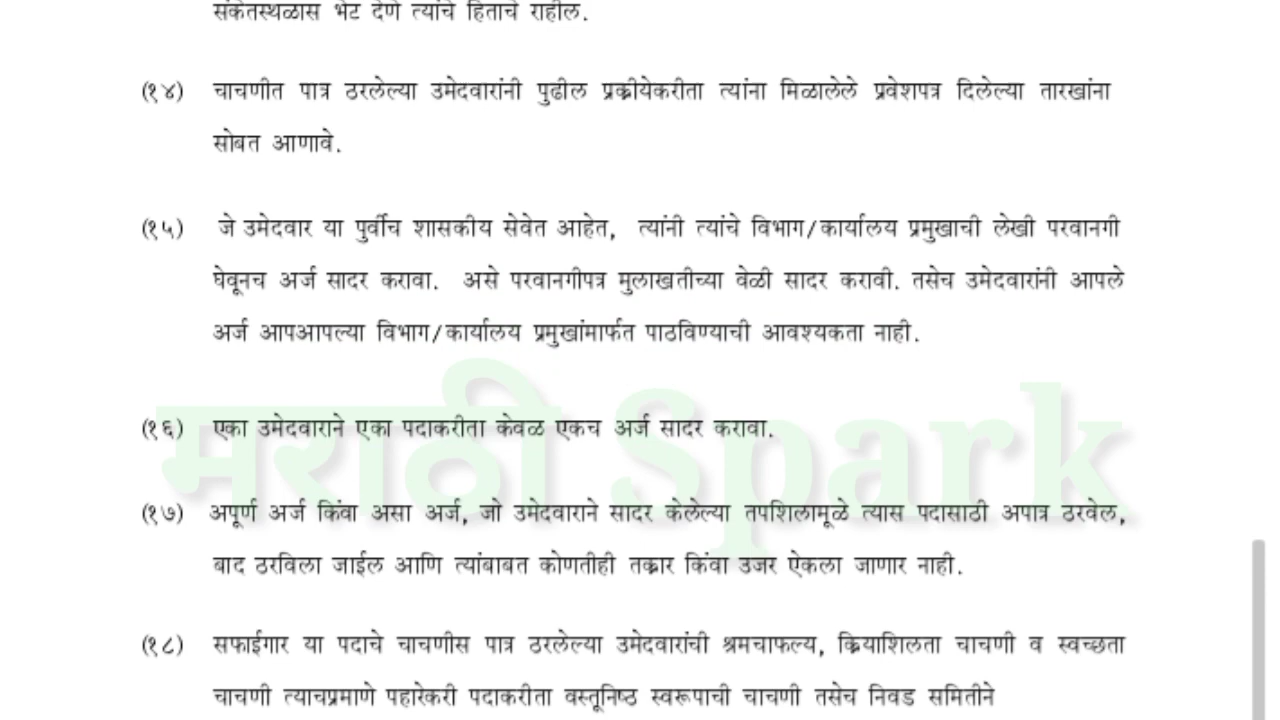 संकेतस्थळास भेट देणे त्यांचे हिताचे राहील.
(१४) चाचणीत पात्र ठरलेल्या उमेदवारांनी पुढील प्रक्रीयेकरीता त्यांना मिळालेले प्रवेशपत्र दिलेल्या तारखांना
सोबत आणावे.
(१५) जे उमेदवार या पुर्वीच शासकीय सेवेत आहेत, त्यांनी त्यांचे विभाग/कार्यालय प्रमुखाची लेखी परवानगी
घेवूनच अर्ज सादर करावा. असे परवानगीपत्र मुलाखतीच्या वेळी सादर करावी. तसेच उमेदवारांनी आपले
अर्ज आपआपल्या विभाग/कार्यालय प्रमुखांमार्फत पाठविण्याची आवश्यकता नाही.
मराठी Spark
(१६) एका उमेदवाराने एका पदाकरीता केवळ एकच अर्ज सादर करावा.
(१७) अपूर्ण अर्ज किंवा असा अर्ज, जो उमेदवाराने सादर केलेल्या तपशिलामूळे त्यास पदासाठी अपात्र ठरवेल,
बाद ठरविला जाईल आणि त्यांबाबत कोणतीही तक्रार किंवा उजर ऐकला जाणार नाही.
(१८) सफाईगार या पदाचे चाचणीस पात्र ठरलेल्या उमेदवारांची श्रमचाफल्य, क्रियाशिलता चाचणी व स्वच्छता
चाचणी त्याचप्रमाणे पहारेकरी पदाकरीता वस्तूनिष्ठ स्वरूपाची चाचणी तसेच निवड समितीने